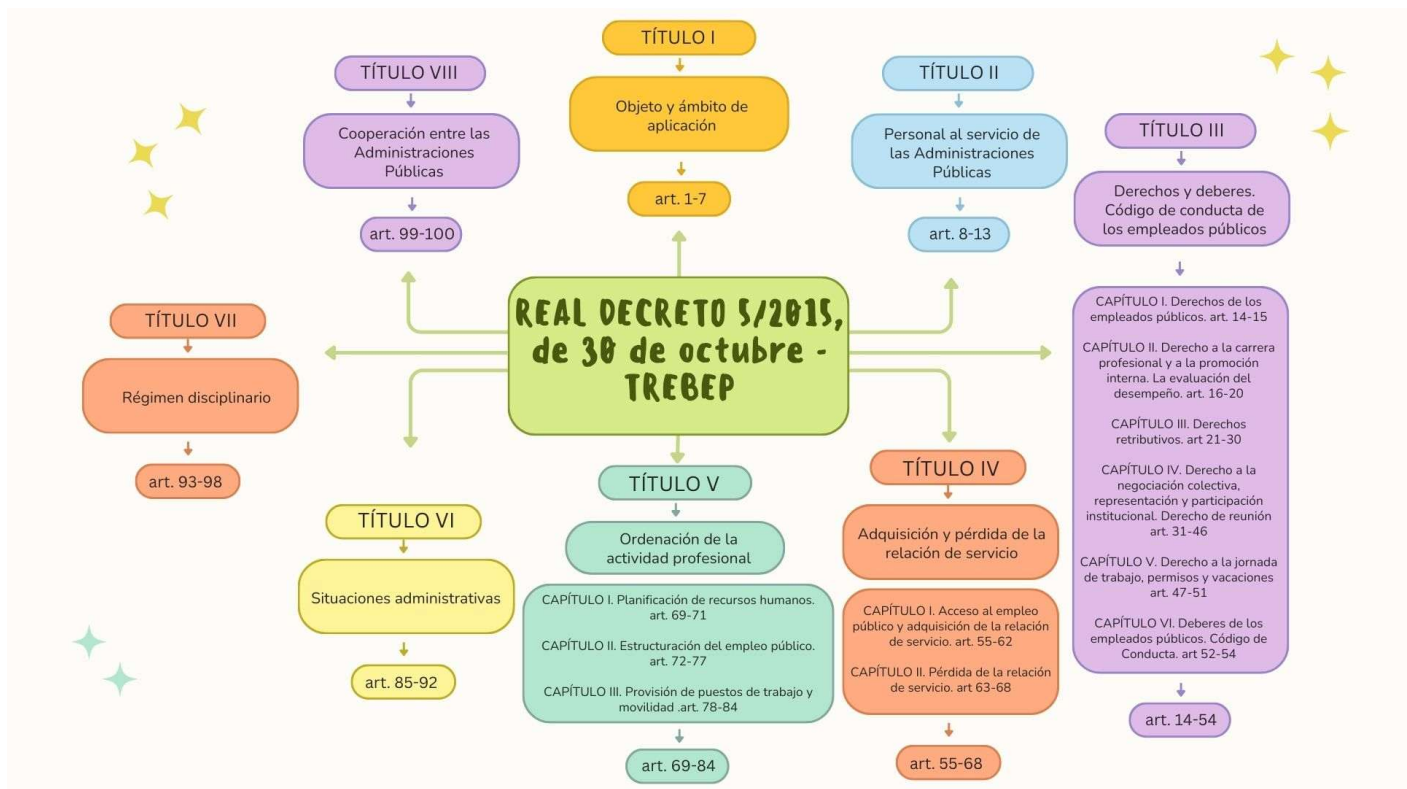 TÍTULO I
Objeto y ámbito de
aplicación
art. 1-7
TÍTULO VIII
Cooperación entre las
Administraciones
Públicas
art. 99-100
TÍTULO II
Personal al servicio de
las Administraciones
Públicas
art. 8-13
TÍTULO III
Derechos y deberes.
Código de conducta de
los empleados públicos
CAPÍTULO I. Derechos de los
empleados públicos. art. 14-15
CAPÍTULO II. Derecho a la carrera
profesional y a la promoción
interna. La evaluación del
desempeño. art. 16-20
CAPÍTULO III. Derechos
retributivos. art 21-30
CAPÍTULO IV. Derecho a la
negociación colectiva,
representación y participación
institucional. Derecho de reunión
art. 31-46
CAPÍTULO V. Derecho a la jornada
de trabajo, permisos y vacaciones
art. 47-51
CAPÍTULO VI. Deberes de los
empleados públicos. Código de
Conducta. art 52-54
art. 14-54
REAL DECRETO 5/2015,
de 30 de octubre -
TREBEP
TÍTULO VII
Régimen disciplinario
art. 93-98
TÍTULO VI
Situaciones administrativas
art. 85-92
TÍTULO V
Ordenación de la
actividad profesional
CAPÍTULO I. Planificación de recursos humanos.
art. 69-71
CAPÍTULO II. Estructuración del empleo público.
art. 72-77
CAPÍTULO III. Provisión de puestos de trabajo y
movilidad .art. 78-84
art. 69-84
TÍTULO IV
Adquisición y pérdida de la
relación de servicio
CAPÍTULO I. Acceso al empleo
público y adquisición de la relación
de servicio. art. 55-62
CAPÍTULO II. Pérdida de la relación
de servicio. art 63-68
art. 55-68